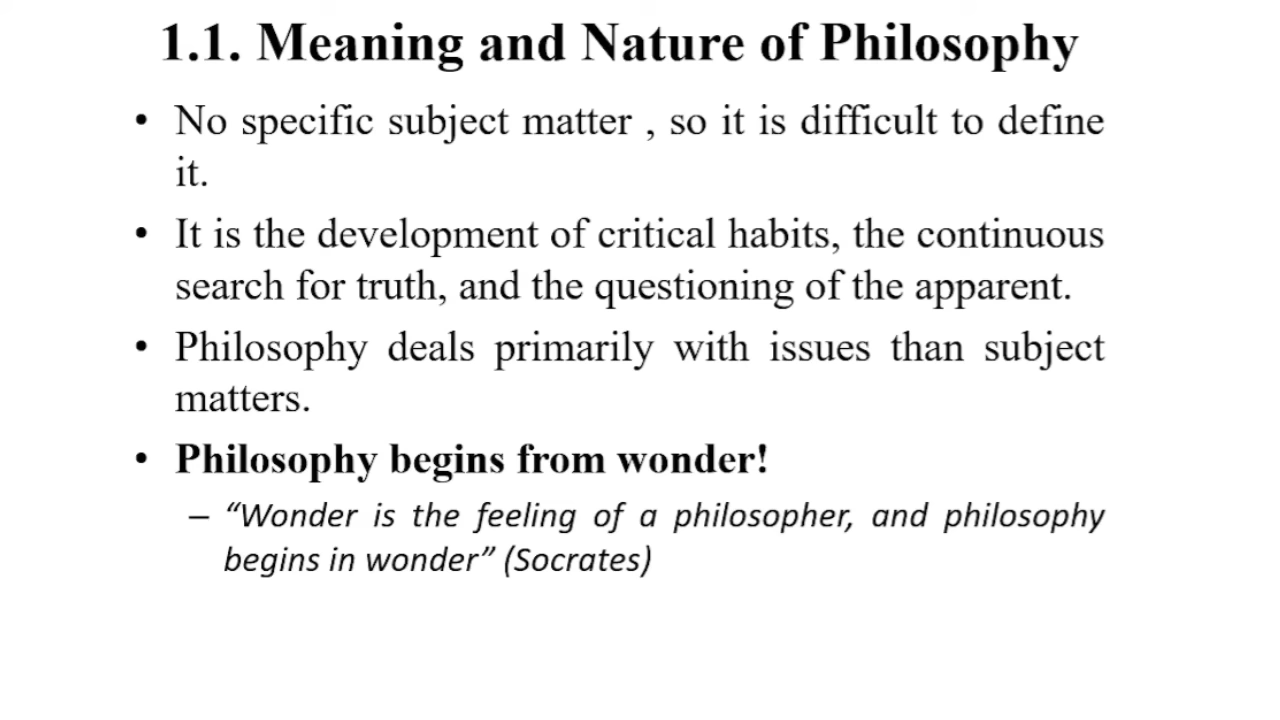 1.1. Meaning and Nature of Philosophy
• No specific subject matter , so it is difficult to define
it.
• It is the development of critical habits, the continuous
search for truth, and the questioning of the apparent.
• Philosophy deals primarily with issues than subject
matters.
• Philosophy begins from wonder!
– “Wonder is the feeling of a philosopher, and philosophy
begins in wonder” (Socrates)